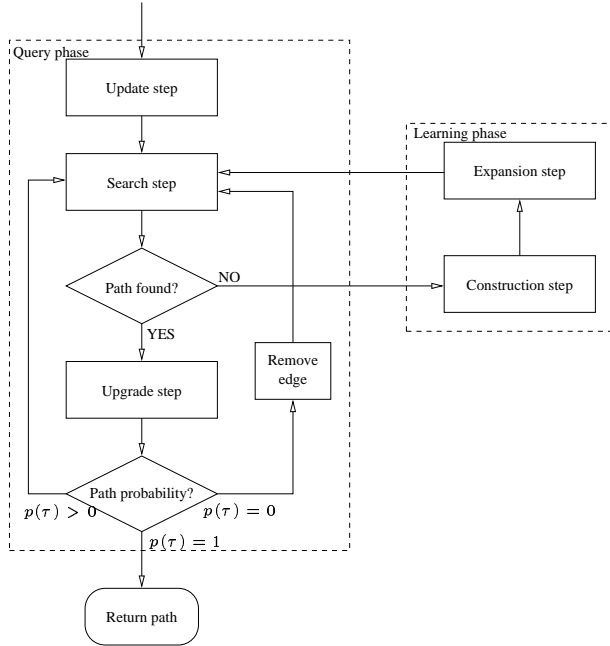 Query phase
Update step
Learning phase
Search step
Expansion step
Path found?
NO
Construction step
YES
Remove
edge
Upgrade step
Path probability?
p(τ) > 0
p(τ) = 0
p(τ) = 1
Return path